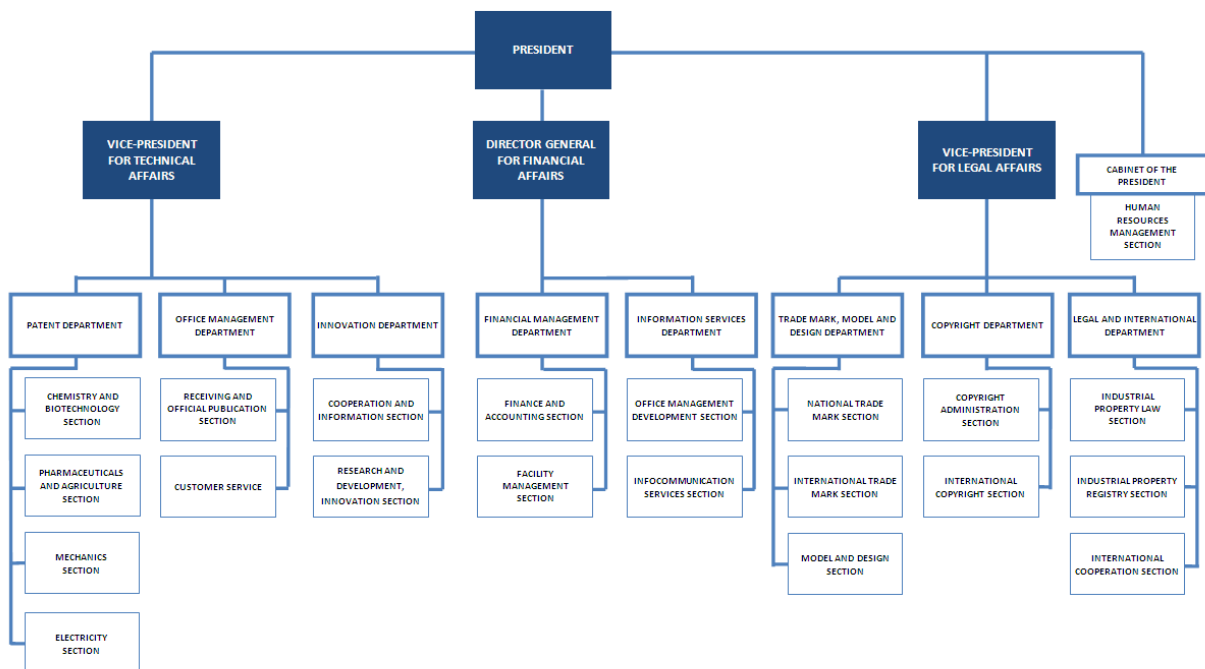 PRESIDENT
VICE-PRESIDENT
FOR TECHNICAL
AFFAIRS
DIRECTOR GENERAL
FOR FINANCIAL
AFFAIRS
VICE-PRESIDENT
FOR LEGAL AFFAIRS
CABINET OF THE
PRESIDENT
HUMAN
RESOURCES
MANAGEMENT
SECTION
PATENT DEPARTMENT
OFFICE MANAGEMENT
DEPARTMENT
INNOVATION DEPARTMENT
FINANCIAL MANAGEMENT
DEPARTMENT
INFORMATION SERVICES
DEPARTMENT
TRADE MARK, MODEL AND
DESIGN DEPARTMENT
COPYRIGHT DEPARTMENT
LEGAL AND INTERNATIONAL
DEPARTMENT
CHEMISTRY AND
BIOTECHNOLOGY
SECTION
RECEIVING AND
OFFICIAL PUBLICATION
SECTION
COOPERATION AND
INFORMATION SECTION
FINANCE AND
ACCOUNTING SECTION
OFFICE MANAGEMENT
DEVELOPMENT SECTION
NATIONAL TRADE
MARK SECTION
COPYRIGHT
ADMINISTRATION
SECTION
INDUSTRIAL
PROPERTY LAW
SECTION
PHARMACEUTICALS
AND AGRICULTURE
SECTION
CUSTOMER SERVICE
RESEARCH AND
DEVELOPMENT,
INNOVATION SECTION
FACILITY
MANAGEMENT
SECTION
INFOCOMMUNICATION
SERVICES SECTION
INTERNATIONAL TRADE
MARK SECTION
INTERNATIONAL
COPYRIGHT SECTION
INDUSTRIAL PROPERTY
REGISTRY SECTION
MECHANICS
SECTION
MODEL AND DESIGN
SECTION
INTERNATIONAL
COOPERATION SECTION
ELECTRICITY
SECTION